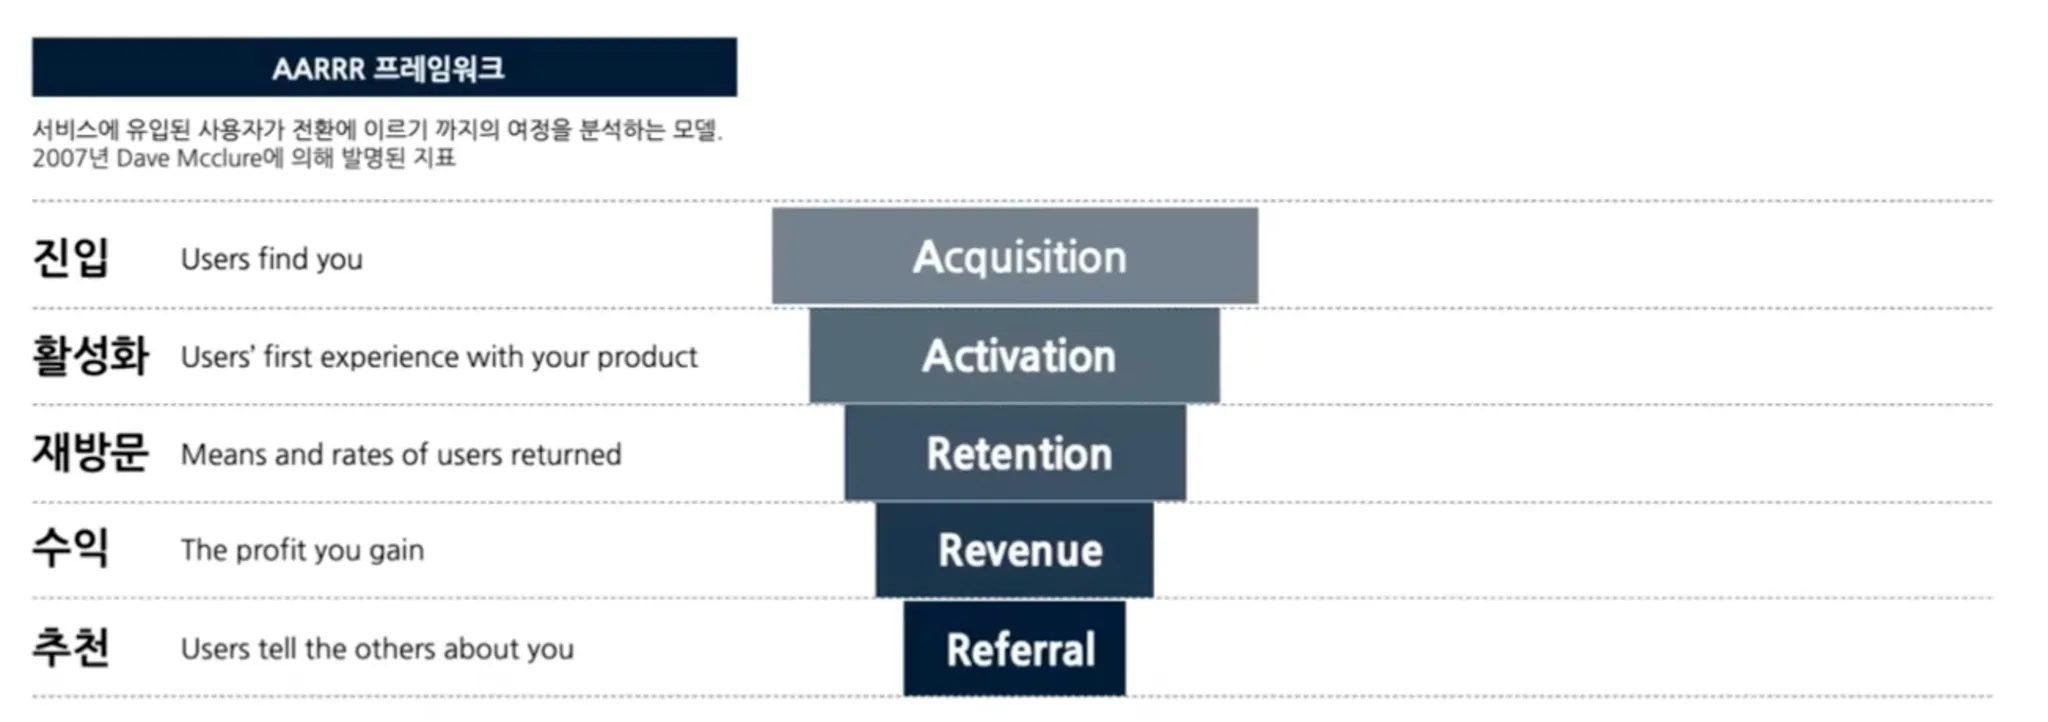 AARRR 프레임워크
서비스에 유입된 사용자가 전환에 이르기 까지의 여정을 분석하는 모델.
2007년 Dave Mcclure에 의해 발명된 지표
진입 Users find you Acquisition
활성화 Users’ first experience with your product Activation
재방문 Means and rates of users returned Retention
수익 The profit you gain Revenue
추천 Users tell the others about you Referral